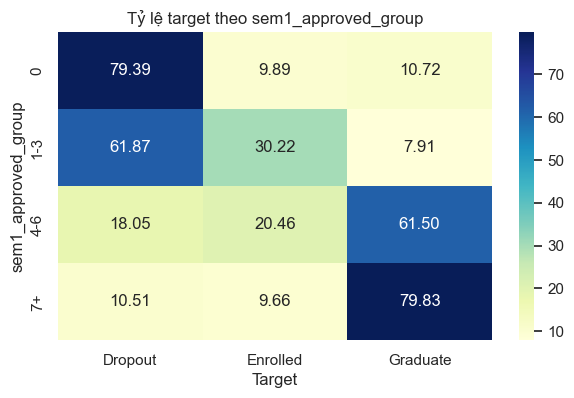 Tỷ lệ target theo sem1_approved_group
sem1_approved_group
0 79.39 9.89 10.72
1-3 61.87 30.22 7.91
4-6 18.05 20.46 61.50
7+ 10.51 9.66 79.83
Dropout Enrolled Graduate
Target
70
60
50
40
30
20
10